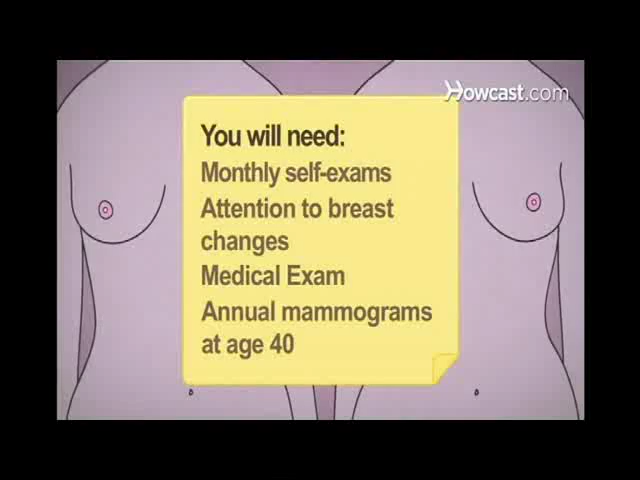 Howcast.com
You will need:
Monthly self-exams
Attention to breast
changes
Medical Exam
Annual mammograms
at age 40